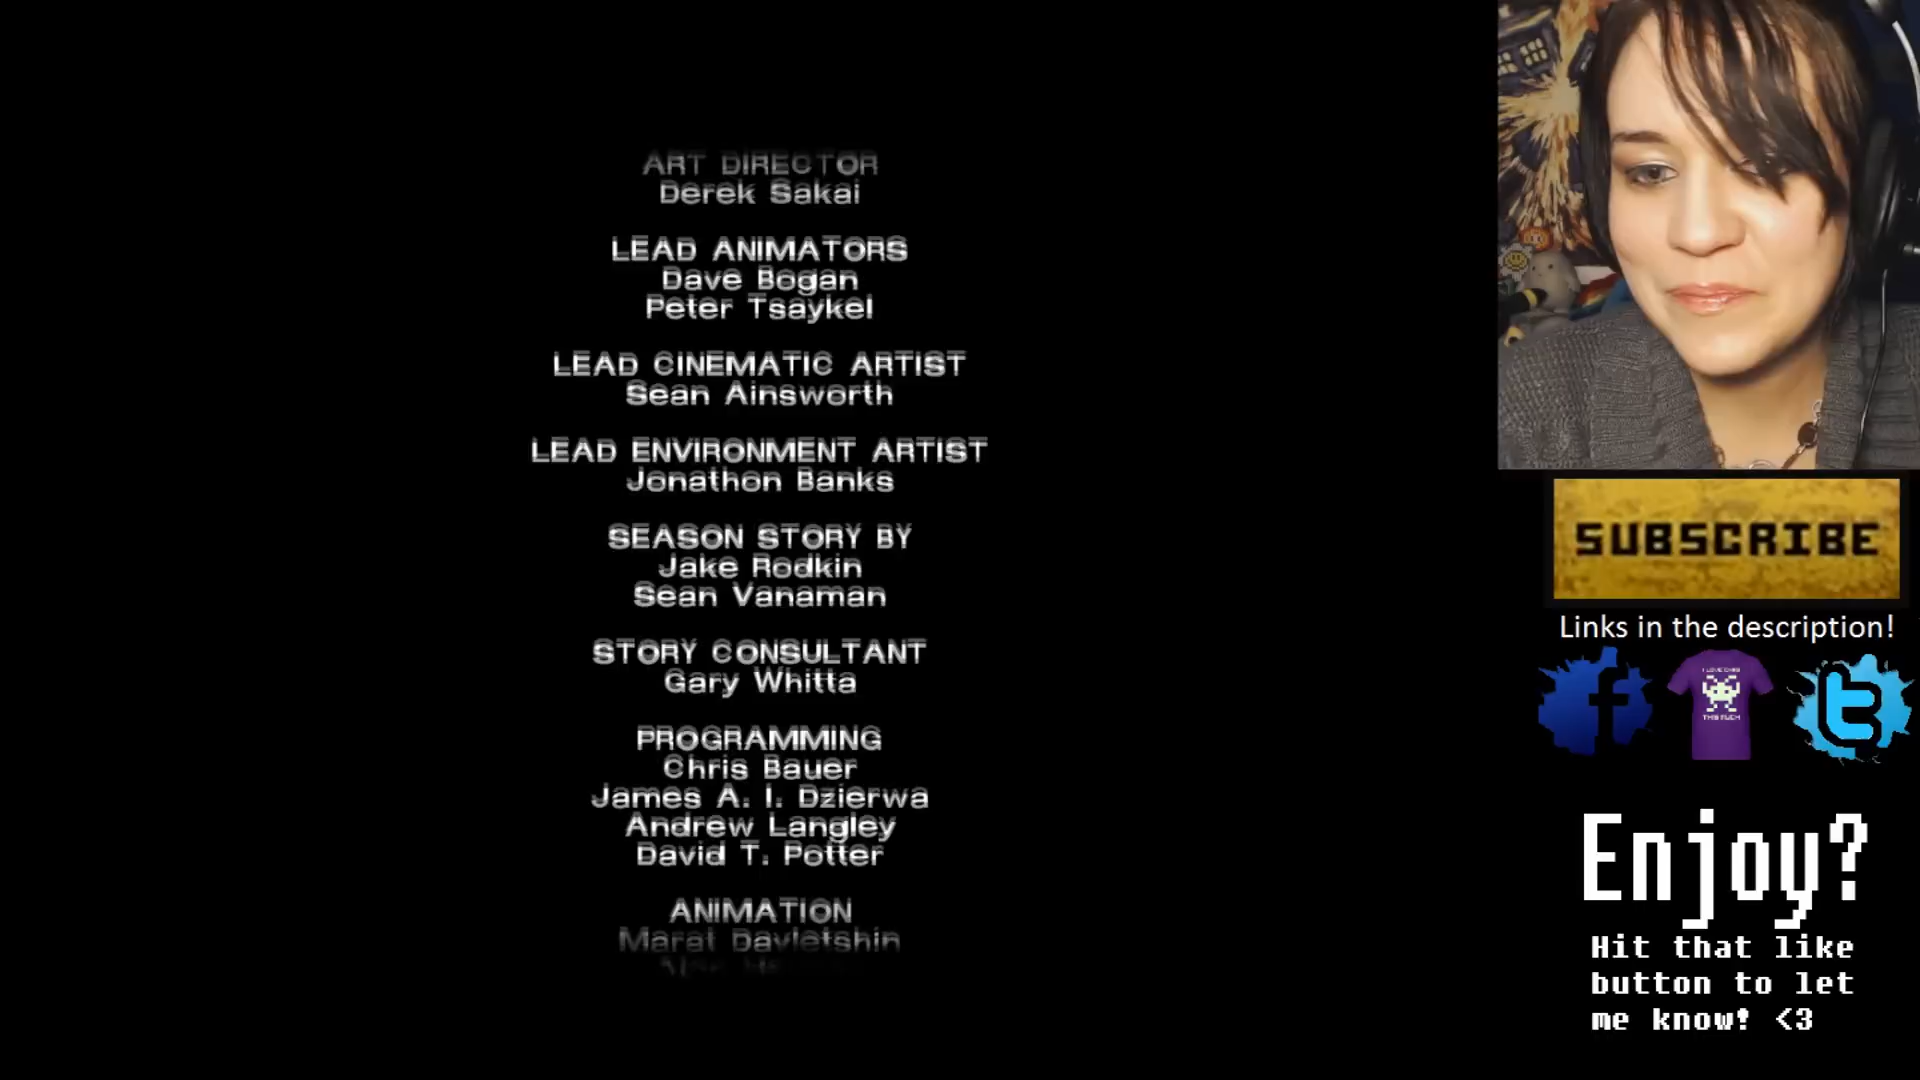 ART DIRECTOR
Derek Sakai
LEAD ANIMATORS
Dave Bogan
Peter Tsaykel
LEAD CINEMATIC ARTIST
Sean Ainsworth
LEAD ENVIRONMENT ARTIST
Jonathon Banks
SEASON STORY BY
Jake Rodkin
Sean Vanaman
STORY CONSULTANT
Gary Whitta
PROGRAMMING
Chris Bauer
James A. I. Dzierwa
Andrew Langley
David T. Potter
ANIMATION
Marat Davletshin
SUBSCRIBE
Links in the description!
THIS MUCH
Enjoy?
Hit that like
button to let
me know! <3